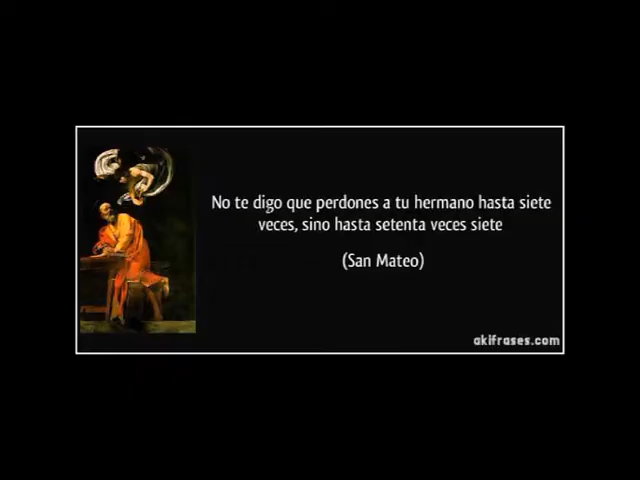 No te digo que perdones a tu hermano hasta siete
veces, sino hasta setenta veces siete
(San Mateo)
akifrases.com